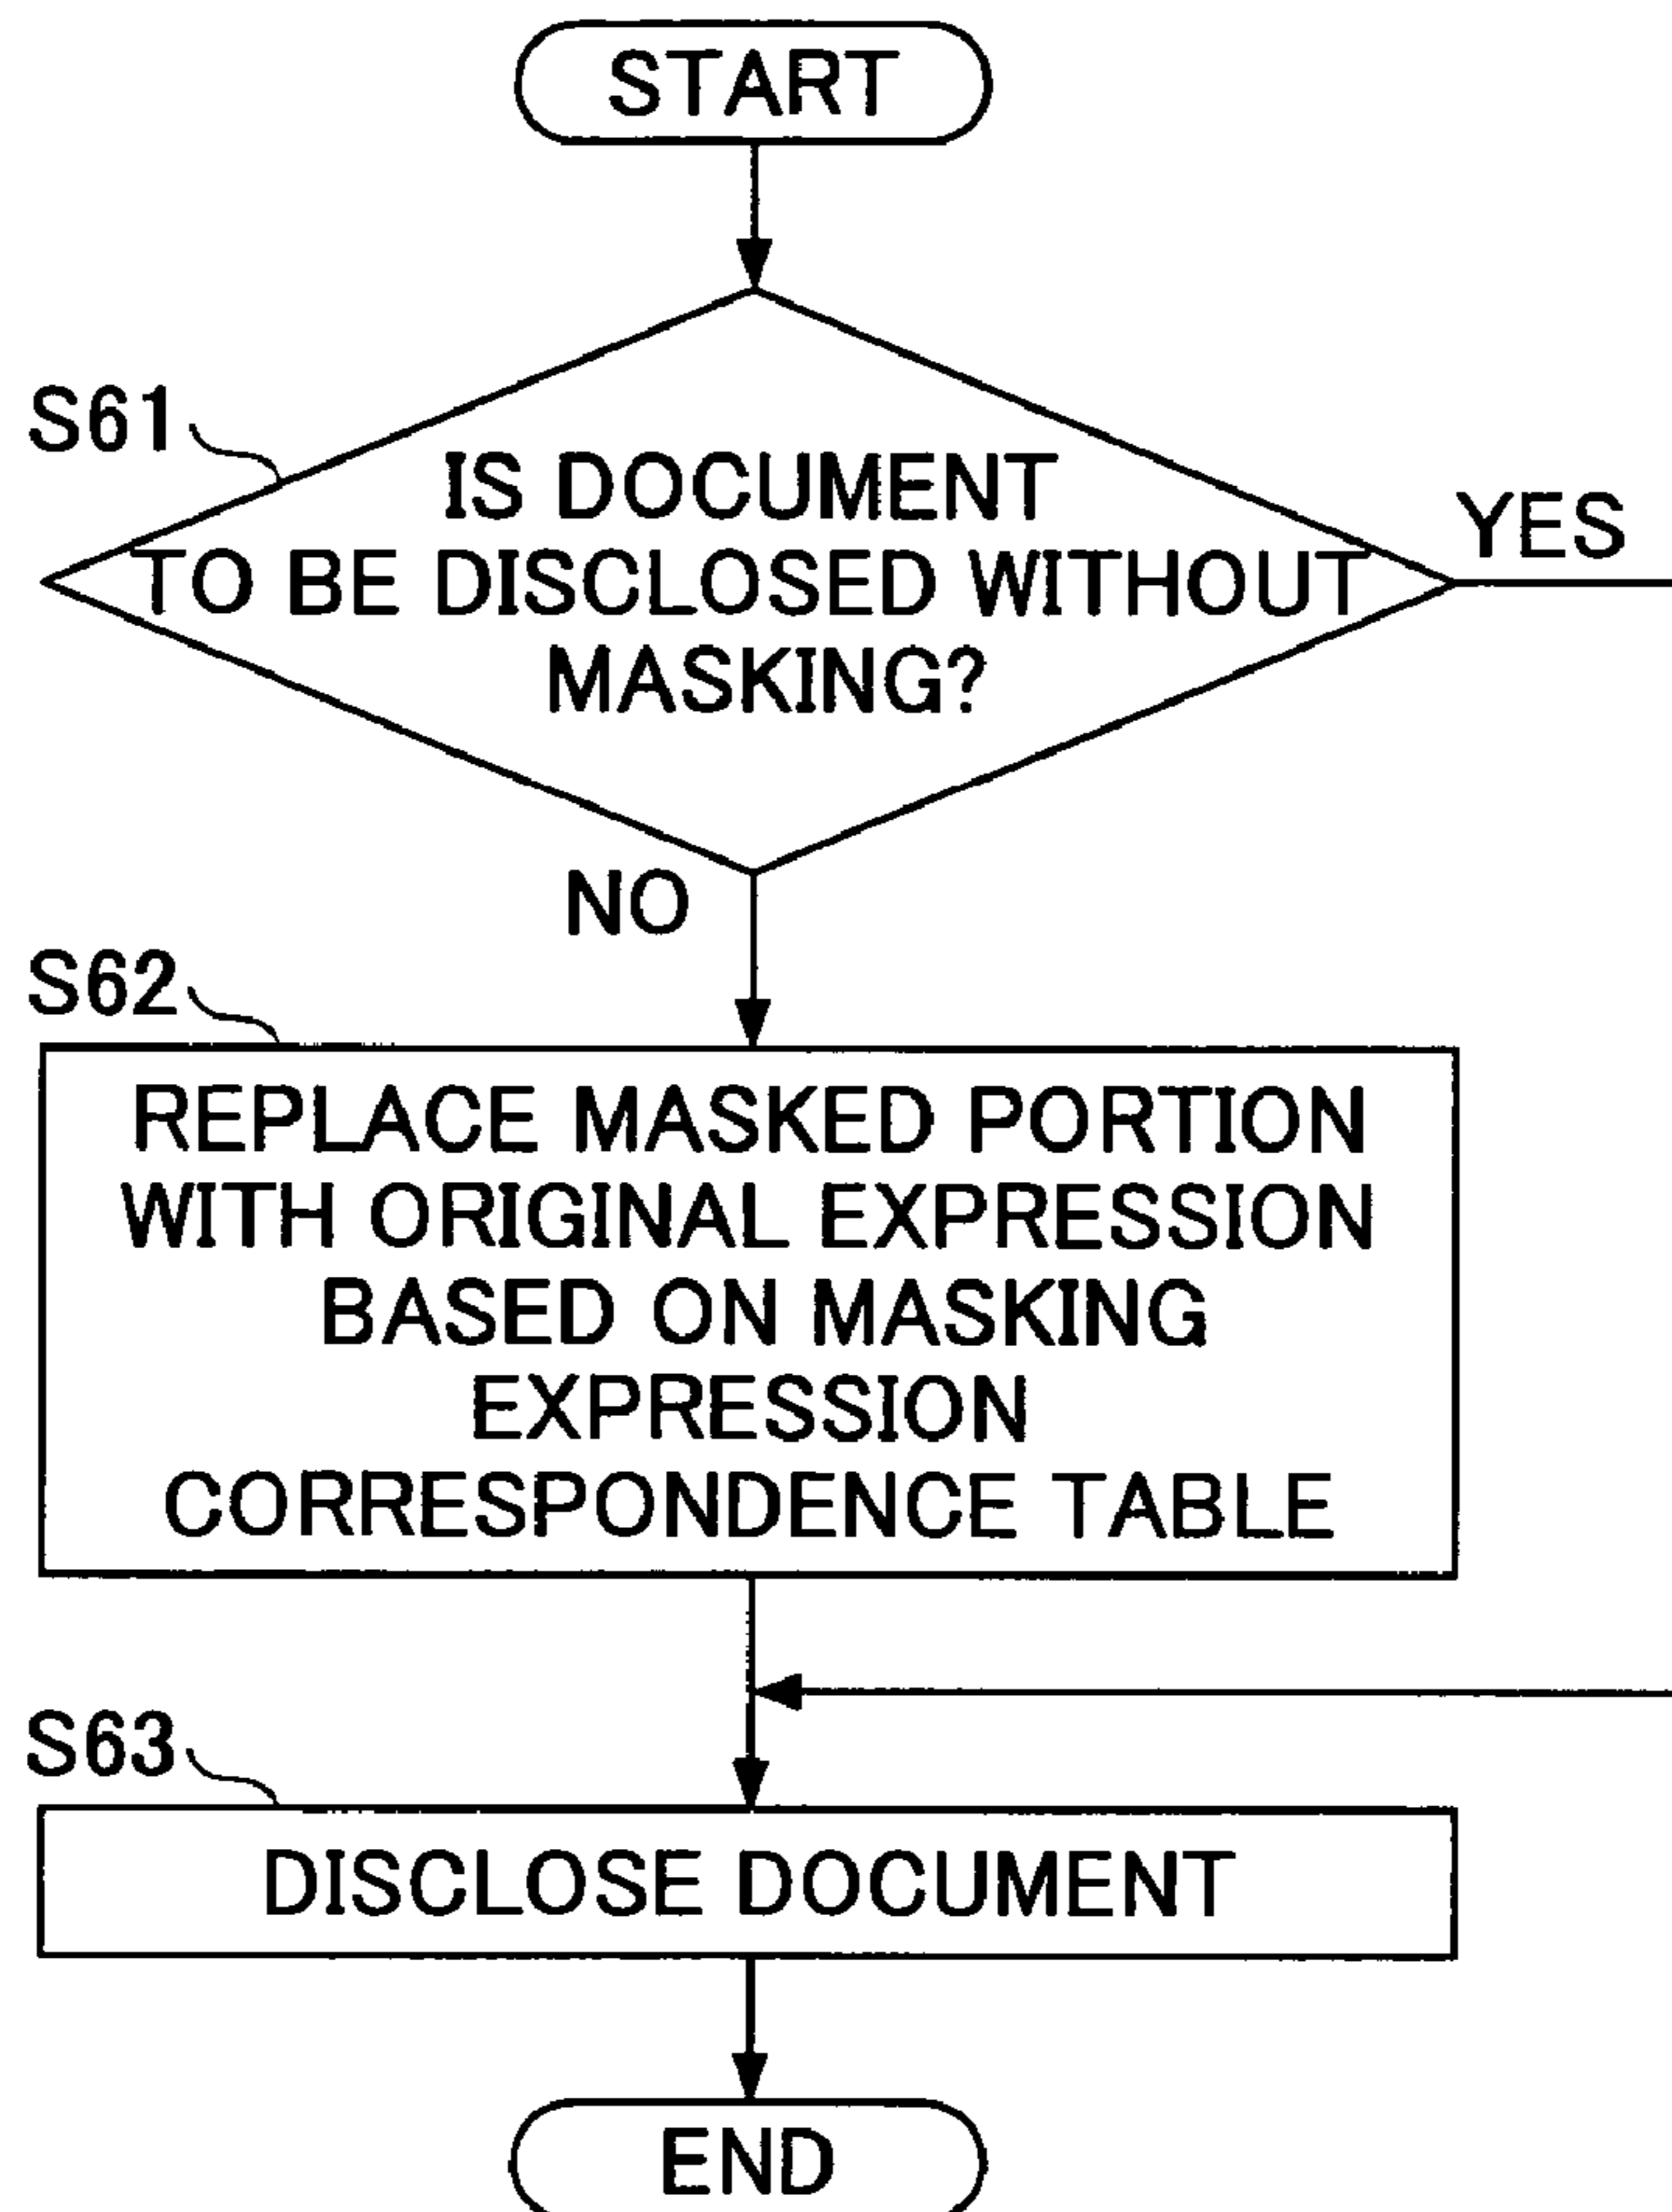 START
S61
IS DOCUMENT
TO BE DISCLOSED WITHOUT
MASKING?
YES
NO
S62
REPLACE MASKED PORTION
WITH ORIGINAL EXPRESSION
BASED ON MASKING
EXPRESSION
CORRESPONDENCE TABLE
S63
DISCLOSE DOCUMENT
END